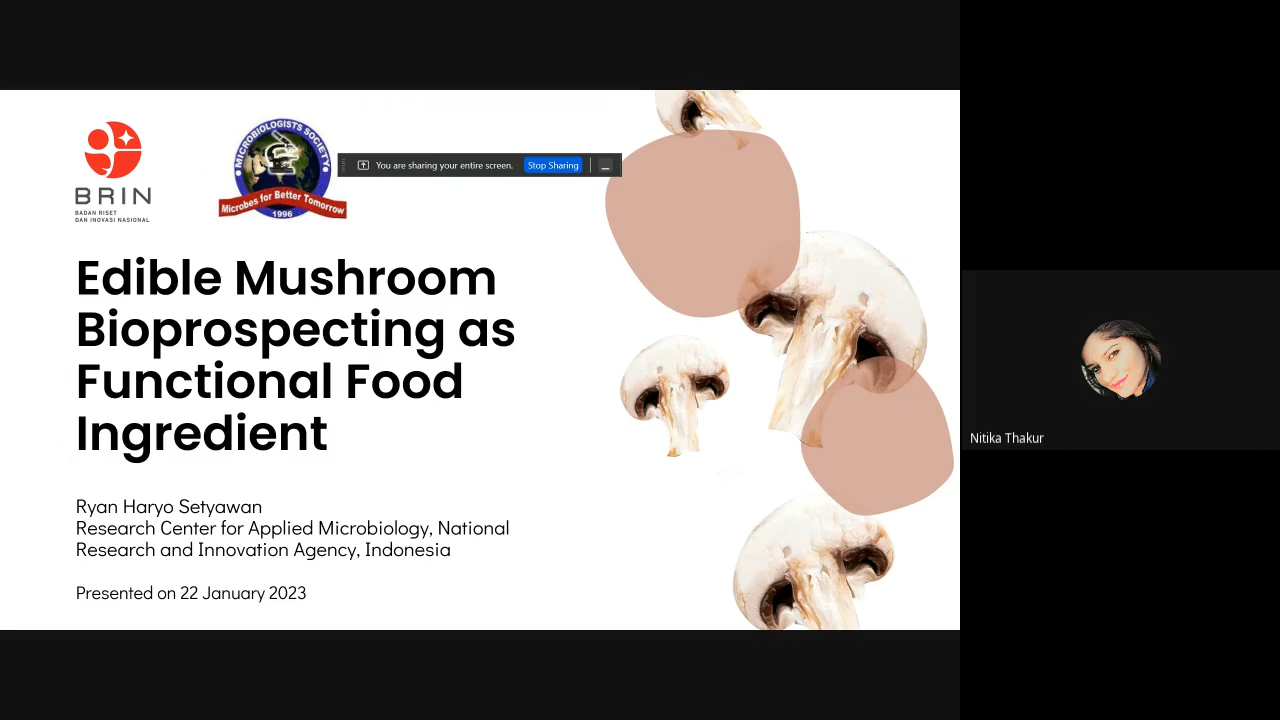 BRIN
BADAN RISET
DAN INOVASI NASIONAL
MICROBIOLOGISTS SOCIETY
Microbes for Better Tomorrow
1996
You are sharing your entire screen.
Stop Sharing
Edible Mushroom
Bioprospecting as
Functional Food
Ingredient
Ryan Haryo Setyawan
Research Center for Applied Microbiology, National
Research and Innovation Agency, Indonesia
Presented on 22 January 2023
Nitika Thakur